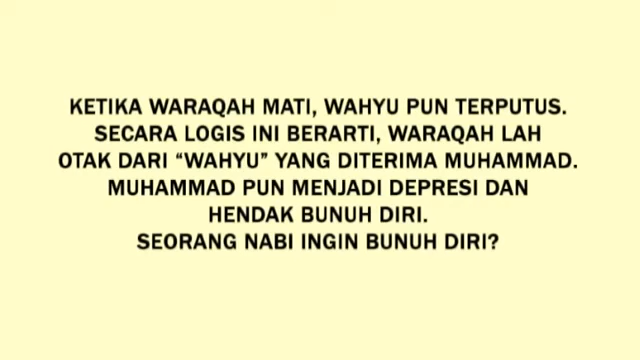 KETIKA WARAQAH MATI, WAHYU PUN TERPUTUS.
SECARA LOGIS INI BERARTI, WARAQAH LAH
OTAK DARI “WAHYU” YANG DITERIMA MUHAMMAD.
MUHAMMAD PUN MENJADI DEPRESI DAN
HENDAK BUNUH DIRI.
SEORANG NABI INGIN BUNUH DIRI?